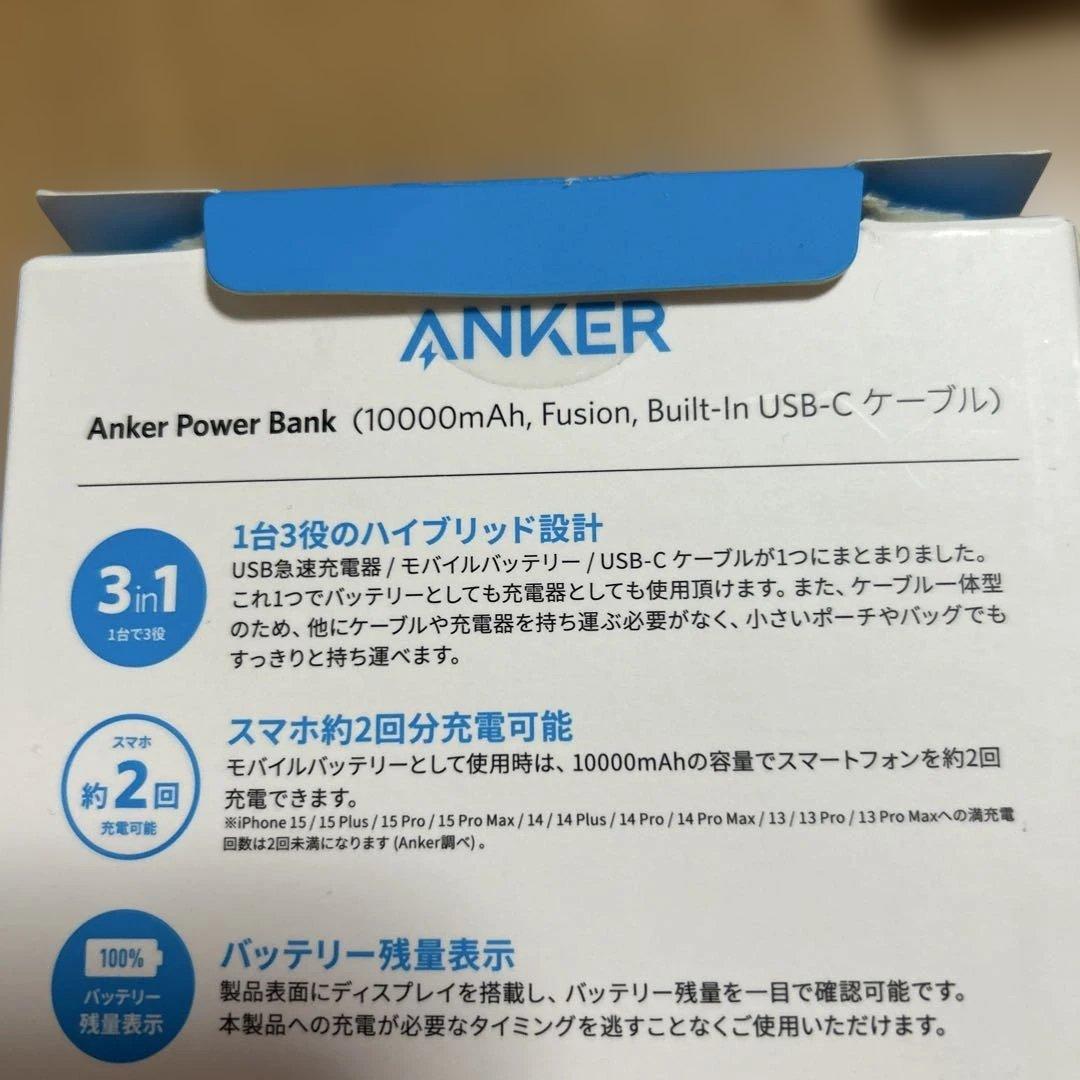 ANKER
Anker Power Bank（10000mAh, Fusion, Built-In USB-C ケーブル）
3in1
1台で3役
1台3役のハイブリッド設計
USB急速充電器 / モバイルバッテリー / USB-C ケーブルが1つにまとまりました。
これ1つでバッテリーとしても充電器としても使用頂けます。また、ケーブル一体型
のため、他にケーブルや充電器を持ち運ぶ必要がなく、小さいポーチやバッグでも
すっきりと持ち運べます。
スマホ
約2回
充電可能
スマホ約2回分充電可能
モバイルバッテリーとして使用時は、10000mAhの容量でスマートフォンを約2回
充電できます。
※iPhone 15 / 15 Plus / 15 Pro / 15 Pro Max / 14 / 14 Plus / 14 Pro / 14 Pro Max / 13 / 13 Pro / 13 Pro Maxへの満充電
回数は2回未満になります (Anker調べ) 。
100%
バッテリー
残量表示
バッテリー残量表示
製品表面にディスプレイを搭載し、バッテリー残量を一目で確認可能です。
本製品への充電が必要なタイミングを逃すことなくご使用いただけます。